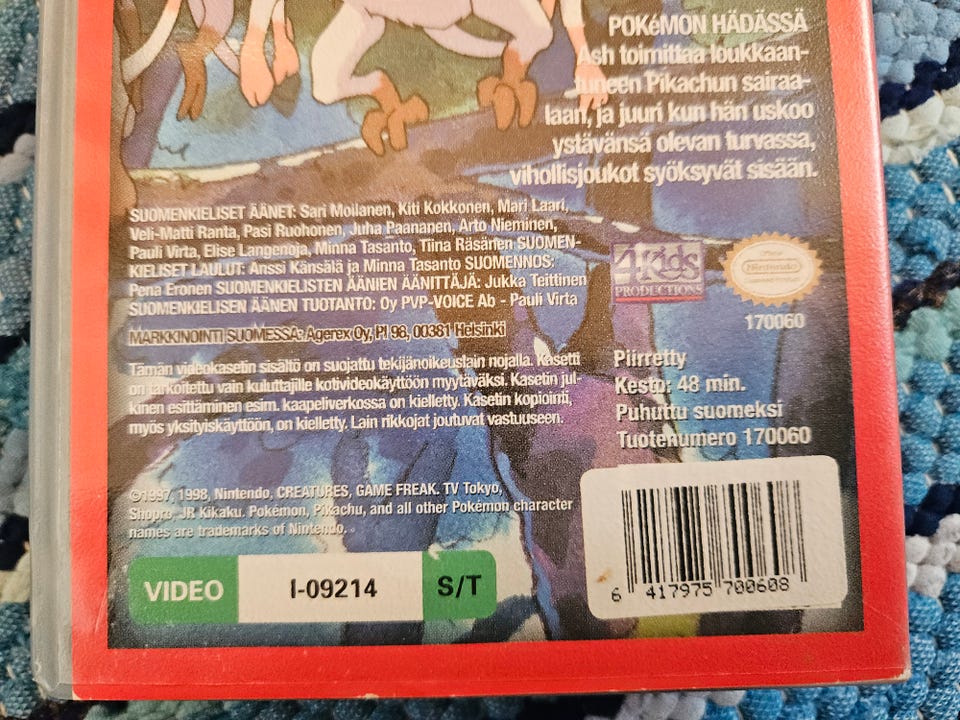 POKéMON HÄDÄSSÄ
Ash toimittaa loukkaan-
tuneen Pikachun sairaa-
laan, ja juuri kun hän uskoo
ystävänsä olevan turvassa,
vihollisjoukot syöksyvät sisään.
SUOMENKIELISET ÄÄNET: Sari Moilanen, Kiti Kokkonen, Mari Laari,
Veli-Matti Ranta, Pasi Ruohonen, Juha Paananen, Arto Nieminen,
Pauli Virta, Elise Langenoja, Minna Tasanto, Tiina Räsänen SUOMEN-
KIELISET LAULUT: Anssi Känsälä ja Minna Tasanto SUOMENNOS:
Pena Eronen SUOMENKIELISTEN ÄÄNIEN ÄÄNITTÄJÄ: Jukka Teittinen
SUOMENKIELISEN ÄÄNEN TUOTANTO: Oy PVP-VOICE Ab - Pauli Virta
MARKKINOINTI SUOMESSA: Agerex Oy, Pl 98, 00381 Helsinki
Tämän videokasetin sisältö on suojattu tekijänoikeuslain nojalla. Kasetti
on tarkoitettu vain kuluttajille kotivideokäyttöön myytäväksi. Kasetin jul-
kinen esittäminen esim. kaapeliverkossa on kielletty. Kasetin kopiointi,
myös yksityiskäyttöön, on kielletty. Lain rikkojat joutuvat vastuuseen.
4Kids
PRODUCTIONS
Nintendo
170060
Piirretty
Kesto: 48 min.
Puhuttu suomeksi
Tuotenumero 170060
©1997, 1998, Nintendo, CREATURES, GAME FREAK. TV Tokyo,
Shopro, JR Kikaku. Pokémon, Pikachu, and all other Pokémon character
names are trademarks of Nintendo.
VIDEO I-09214 S/T
6 417975 700608